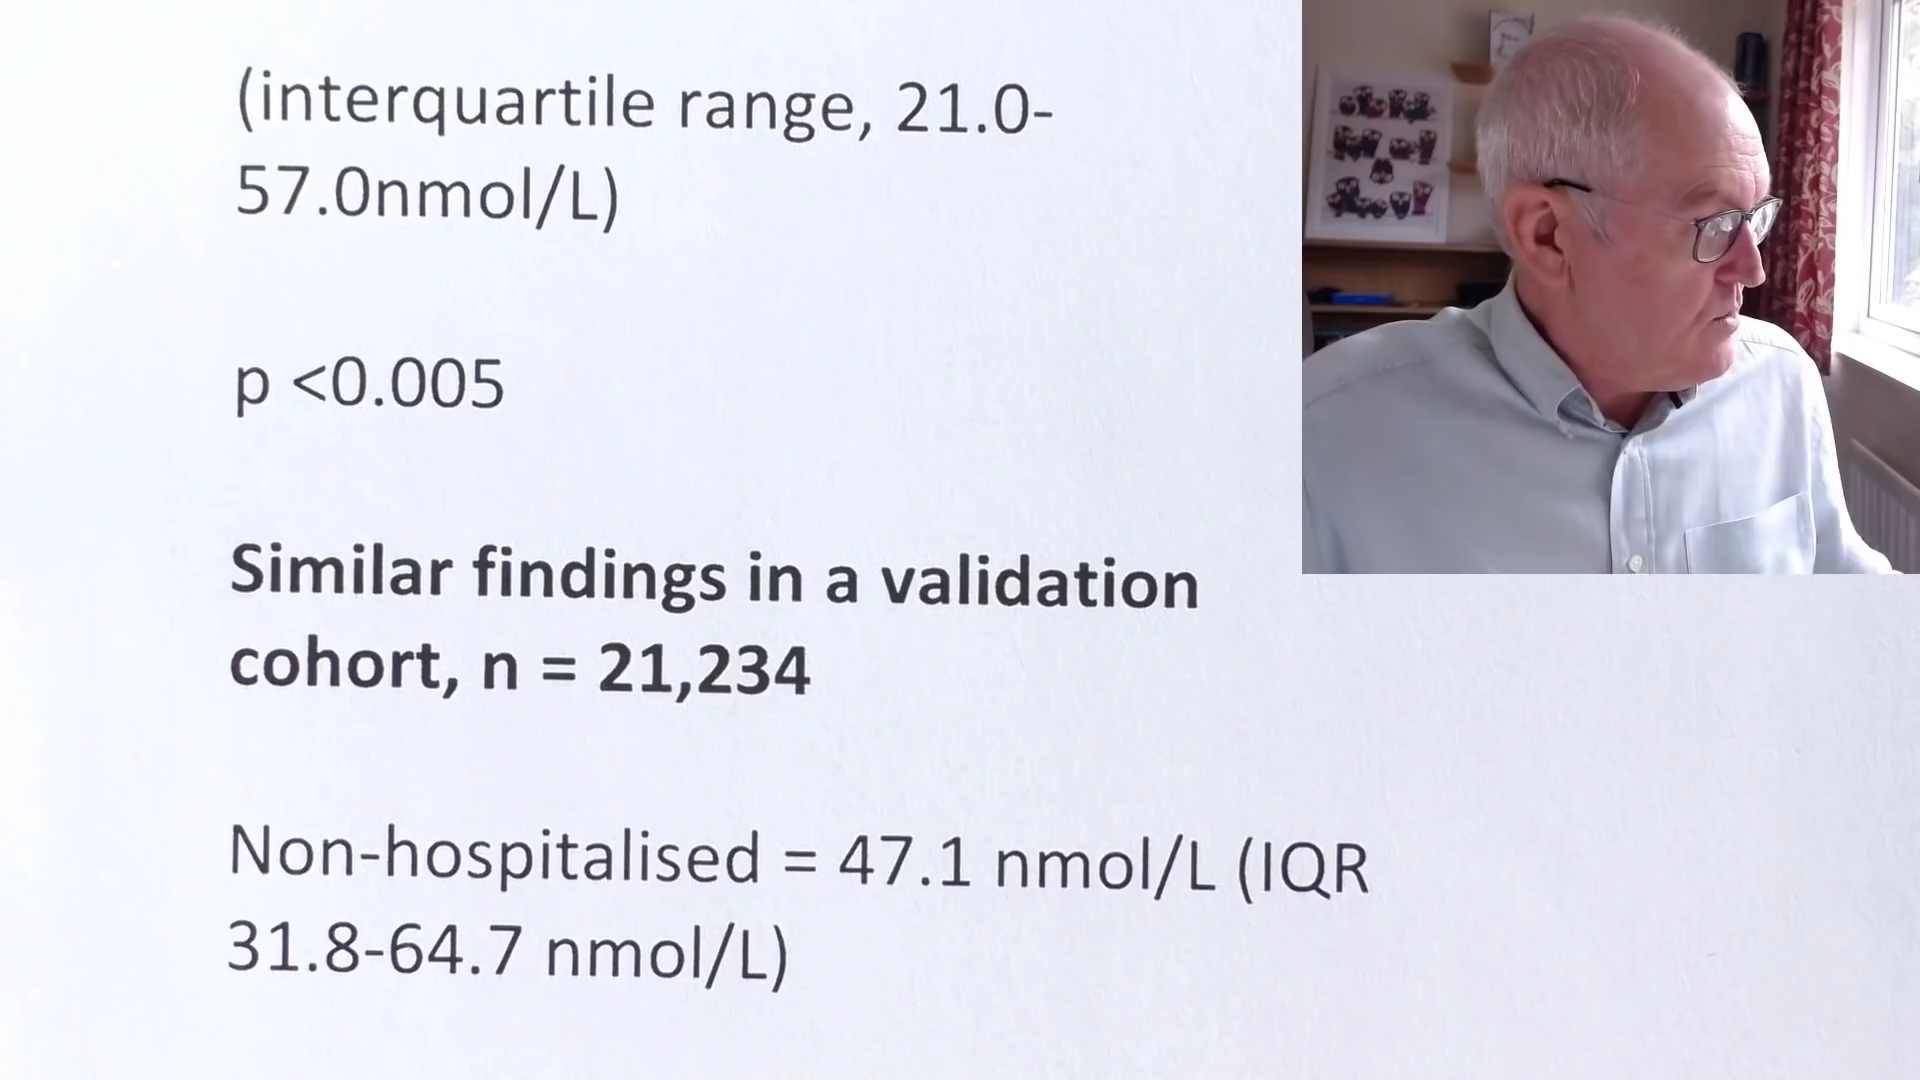 (interquartile range, 21.0-
57.0nmol/L)
p <0.005
Similar findings in a validation
cohort, n = 21,234
Non-hospitalised = 47.1 nmol/L (IQR
31.8-64.7 nmol/L)